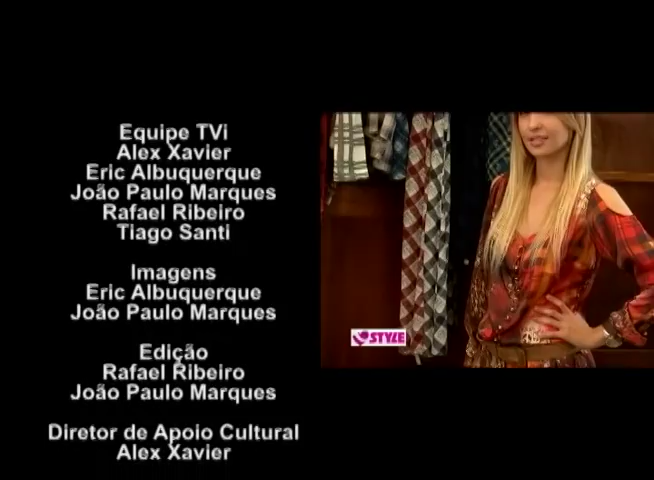 Equipe TVi
Alex Xavier
Eric Albuquerque
João Paulo Marques
Rafael Ribeiro
Tiago Santi
Imagens
Eric Albuquerque
João Paulo Marques
Edição
Rafael Ribeiro
João Paulo Marques
Diretor de Apoio Cultural
Alex Xavier
STYLE